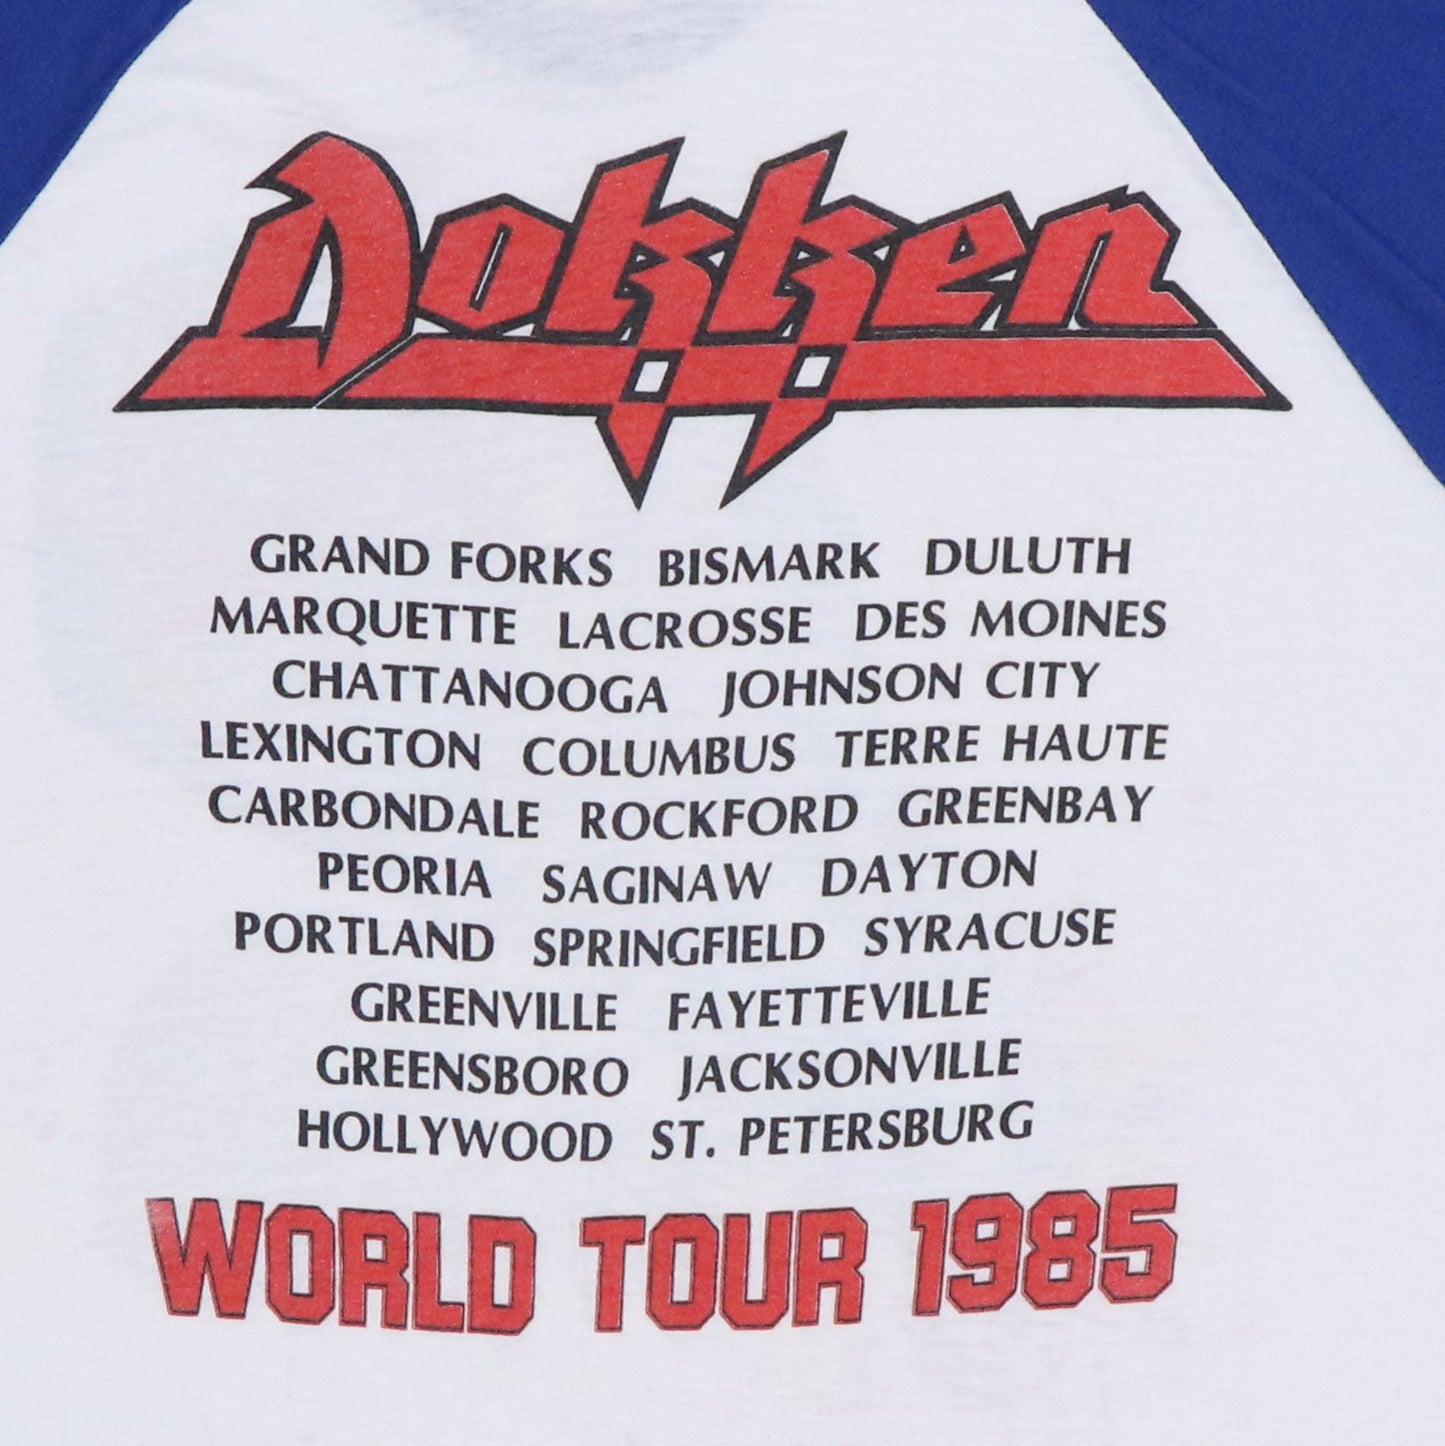 Dokken
GRAND FORKS BISMARK DULUTH
MARQUETTE LACROSSE DES MOINES
CHATTANOOGA JOHNSON CITY
LEXINGTON COLUMBUS TERRE HAUTE
CARBONDALE ROCKFORD GREENBAY
PEORIA SAGINAW DAYTON
PORTLAND SPRINGFIELD SYRACUSE
GREENVILLE FAYETTEVILLE
GREENSBORO JACKSONVILLE
HOLLYWOOD ST. PETERSBURG
WORLD TOUR 1985